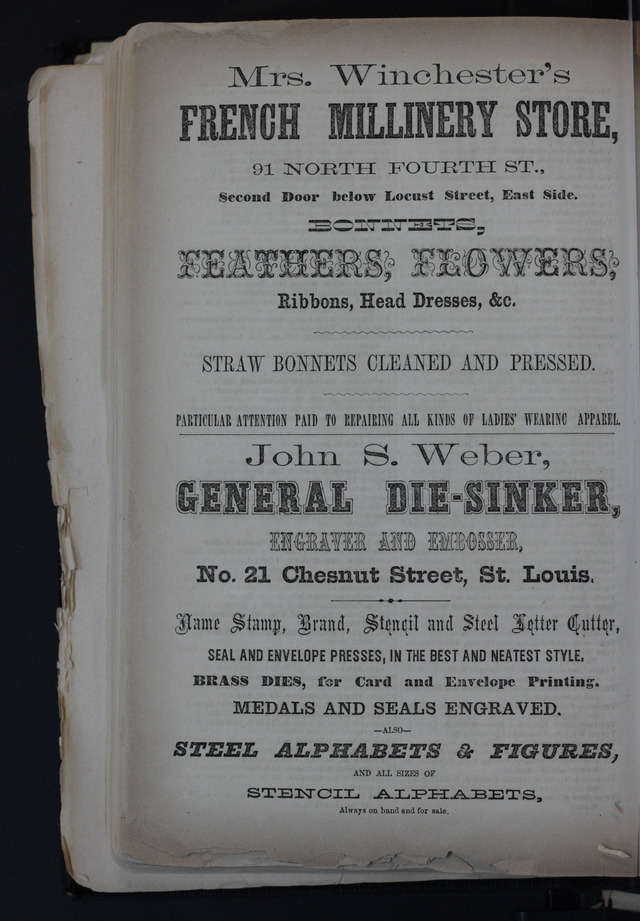 Mrs. Winchester's
FRENCH MILLINERY STORE,
91 NORTH FOURTH ST.,
Second Door below Locust Street, East Side.
BONNETS,
FEATHERS, FLOWERS,
Ribbons, Head Dresses, &c.
STRAW BONNETS CLEANED AND PRESSED.
PARTICULAR ATTENTION PAID TO REPAIRING ALL KINDS OF LADIES' WEARING APPAREL.
John S. Weber,
GENERAL DIE-SINKER,
ENGRAVER AND EMBOSSER,
No. 21 Chesnut Street, St. Louis.
Name Stamp, Brand, Stencil and Steel Letter Cutter,
SEAL AND ENVELOPE PRESSES, IN THE BEST AND NEATEST STYLE,
BRASS DIES, for Card and Envelope Printing.
MEDALS AND SEALS ENGRAVED.
—ALSO—
STEEL ALPHABETS & FIGURES,
AND ALL SIZES OF
STENCIL ALPHABETS,
Always on hand and for sale.